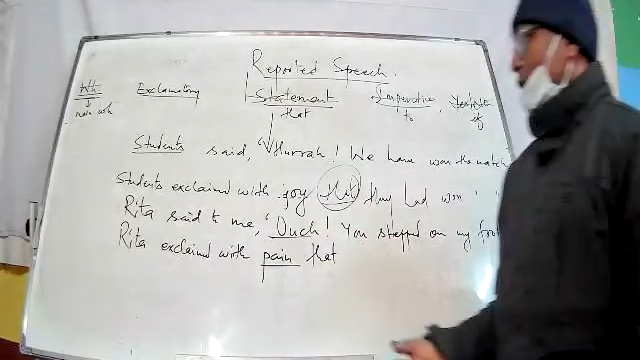 Reported Speech.
Wh Exclamatory Statement Imperative,
that to if
Students said, "Hurrah! We have won the match
Students exclaimed with joy that they had won
Rita said to me, "Ouch! You stepped on my foot
Rita exclaimed with pain that